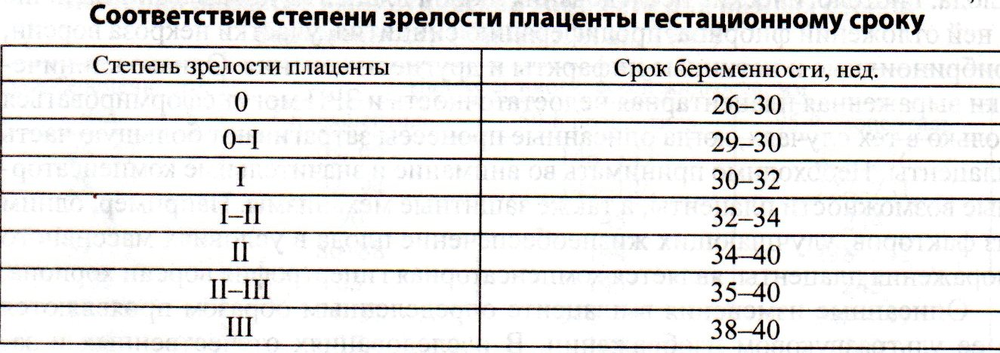 Соответствие степени зрелости плаценты гестационному сроку
Степень зрелости плаценты Срок беременности, нед.
0 26–30
0–I 29–30
I 30–32
I–II 32–34
II 34–40
II–III 35–40
III 38–40